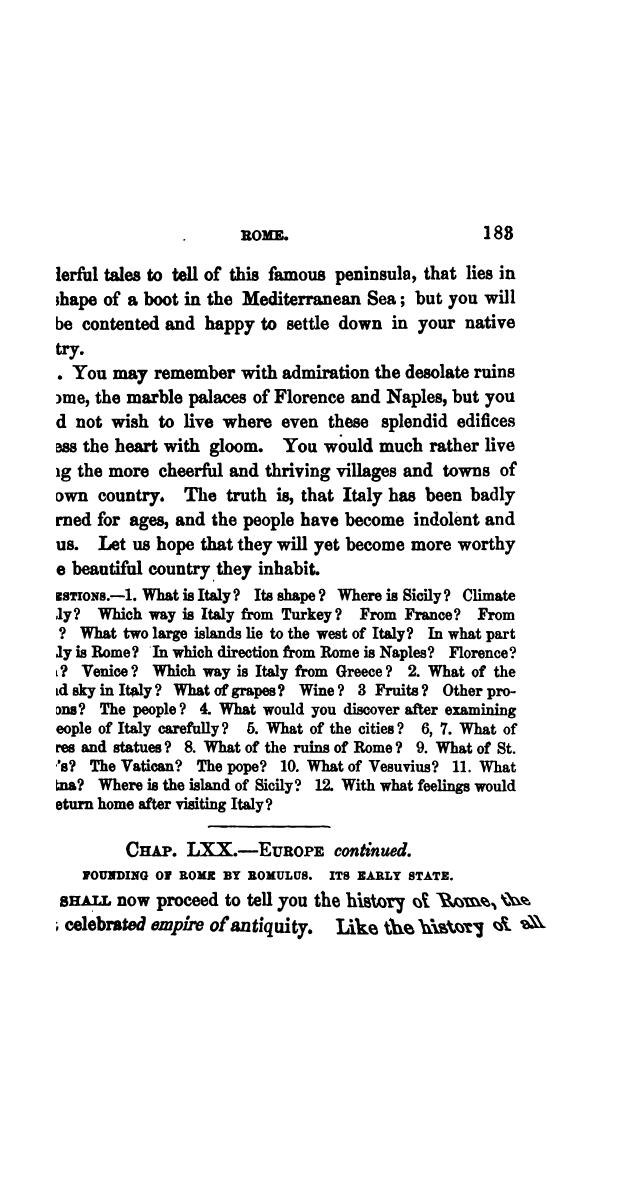 ROME. 183
lerful tales to tell of this famous peninsula, that lies in
shape of a boot in the Mediterranean Sea; but you will
be contented and happy to settle down in your native
try.
. You may remember with admiration the desolate ruins
ome, the marble palaces of Florence and Naples, but you
d not wish to live where even these splendid edifices
ess the heart with gloom. You would much rather live
ng the more cheerful and thriving villages and towns of
own country. The truth is, that Italy has been badly
rned for ages, and the people have become indolent and
us. Let us hope that they will yet become more worthy
e beautiful country they inhabit.
ESTIONS.—1. What is Italy? Its shape? Where is Sicily? Climate
ly? Which way is Italy from Turkey? From France? From
? What two large islands lie to the west of Italy? In what part
ly is Rome? In which direction from Rome is Naples? Florence?
? Venice? Which way is Italy from Greece? 2. What of the
nd sky in Italy? What of grapes? Wine? 3 Fruits? Other pro-
ons? The people? 4. What would you discover after examining
eople of Italy carefully? 5. What of the cities? 6, 7. What of
res and statues? 8. What of the ruins of Rome? 9. What of St.
's? The Vatican? The pope? 10. What of Vesuvius? 11. What
tna? Where is the island of Sicily? 12. With what feelings would
eturn home after visiting Italy?
CHAP. LXX.—EUROPE continued.
FOUNDING OF ROME BY ROMULUS. ITS EARLY STATE.
SHALL now proceed to tell you the history of Rome, the
celebrated empire of antiquity. Like the history of all